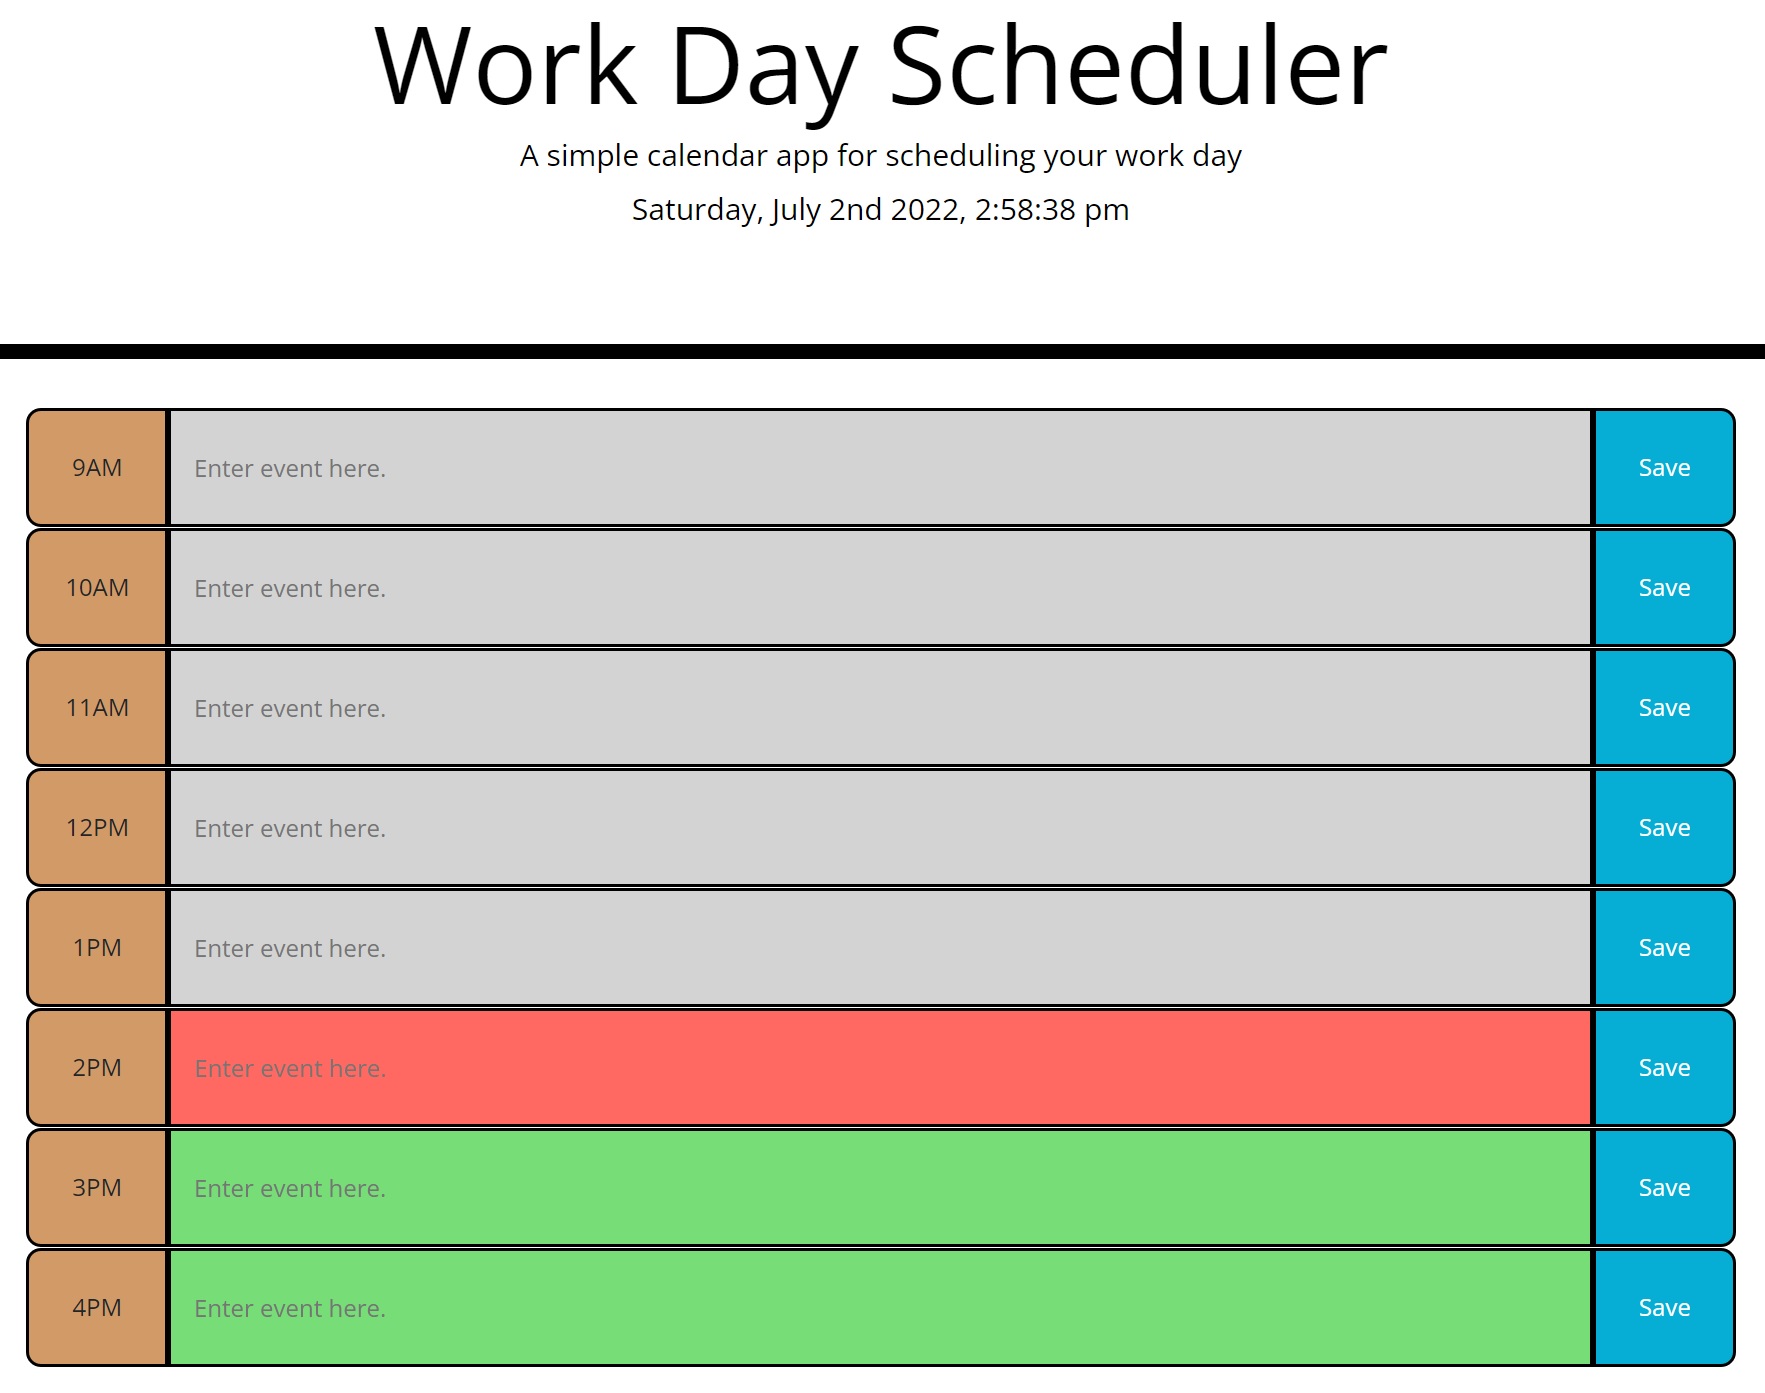 Work Day Scheduler
A simple calendar app for scheduling your work day
Saturday, July 2nd 2022, 2:58:38 pm
9AM Enter event here. Save
10AM Enter event here. Save
11AM Enter event here. Save
12PM Enter event here. Save
1PM Enter event here. Save
2PM Enter event here. Save
3PM Enter event here. Save
4PM Enter event here. Save